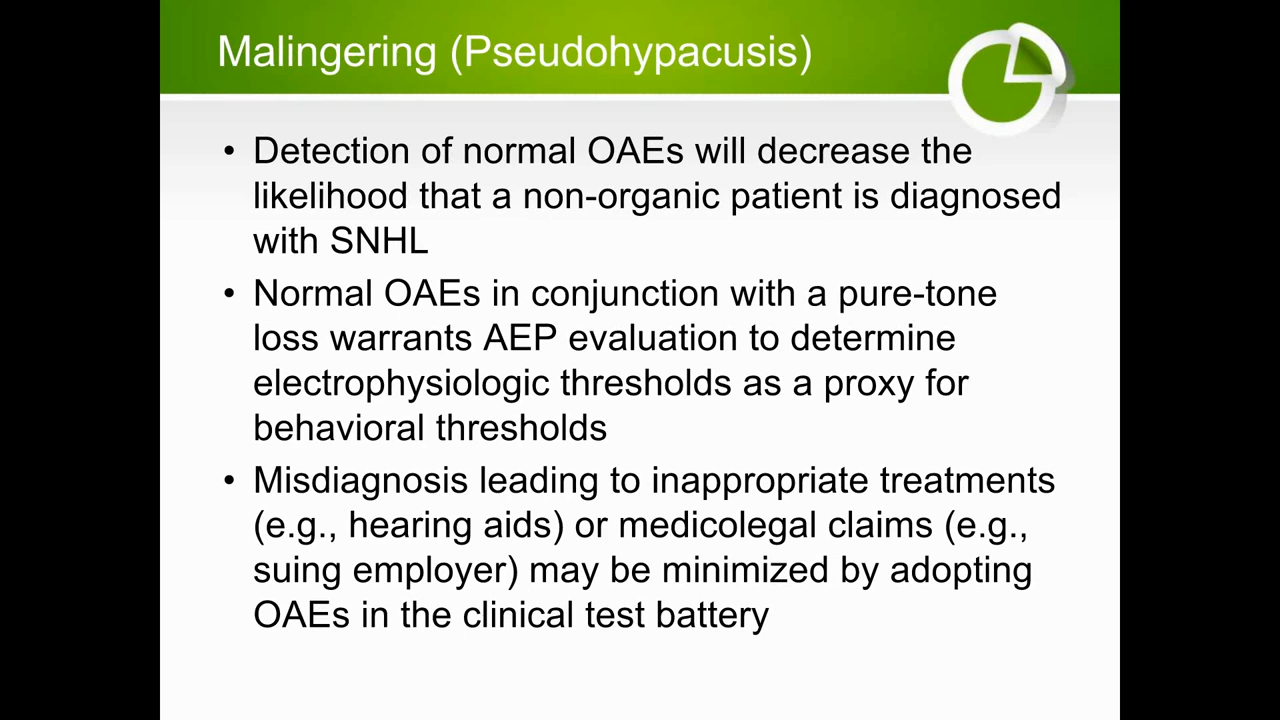 Malingering (Pseudohypacusis)
• Detection of normal OAEs will decrease the
likelihood that a non-organic patient is diagnosed
with SNHL
• Normal OAEs in conjunction with a pure-tone
loss warrants AEP evaluation to determine
electrophysiologic thresholds as a proxy for
behavioral thresholds
• Misdiagnosis leading to inappropriate treatments
(e.g., hearing aids) or medicolegal claims (e.g.,
suing employer) may be minimized by adopting
OAEs in the clinical test battery